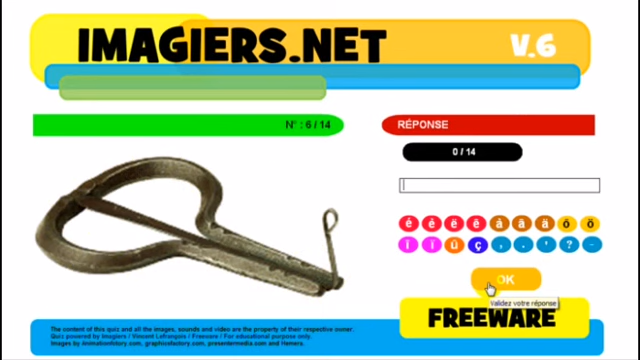 IMAGIERS.NET
V.6
N° : 6 / 14
RÉPONSE
0 / 14
é è ê ë à â ä ô ö
î ï û ç , . ' ? -
OK
Validez votre réponse
FREEWARE
The content of this quiz and all the images, sounds and video are the property of their respective owner.
Quiz powered by Imagiers / Vincent Lefrançois / Freeware / For educational purpose only.
Images by Animationfactory.com, graphicsfactory.com, presentermedia.com and Hemera.